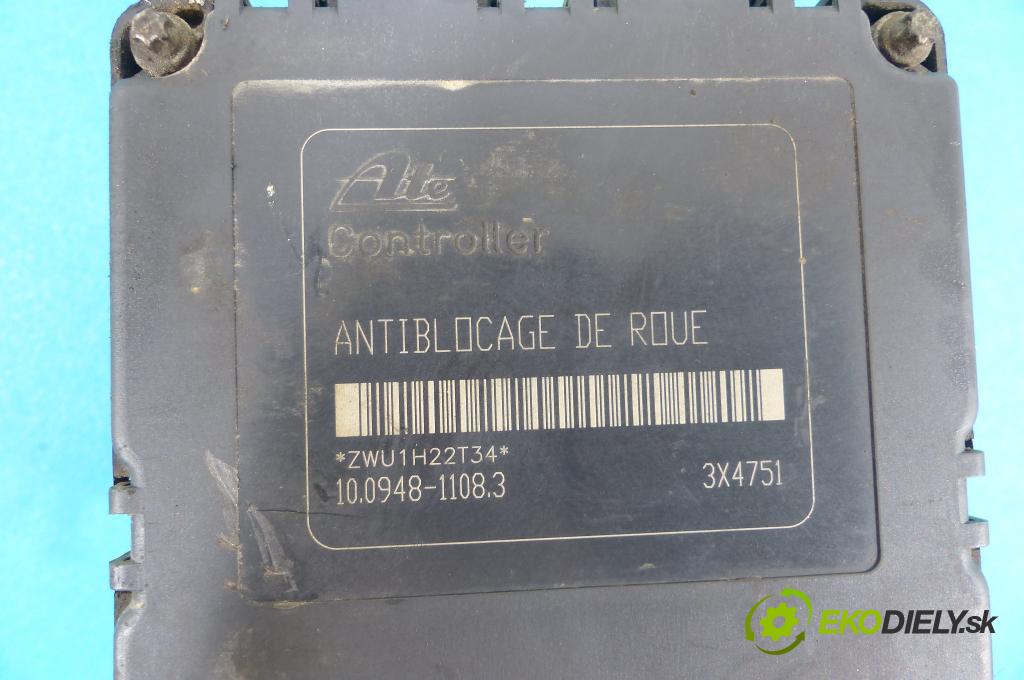 Ate
Controller
ANTIBLOCAGE DE ROUE
*ZWU1H22T34*
10.0948-1108.3 3X4751
EKODIELY.sk